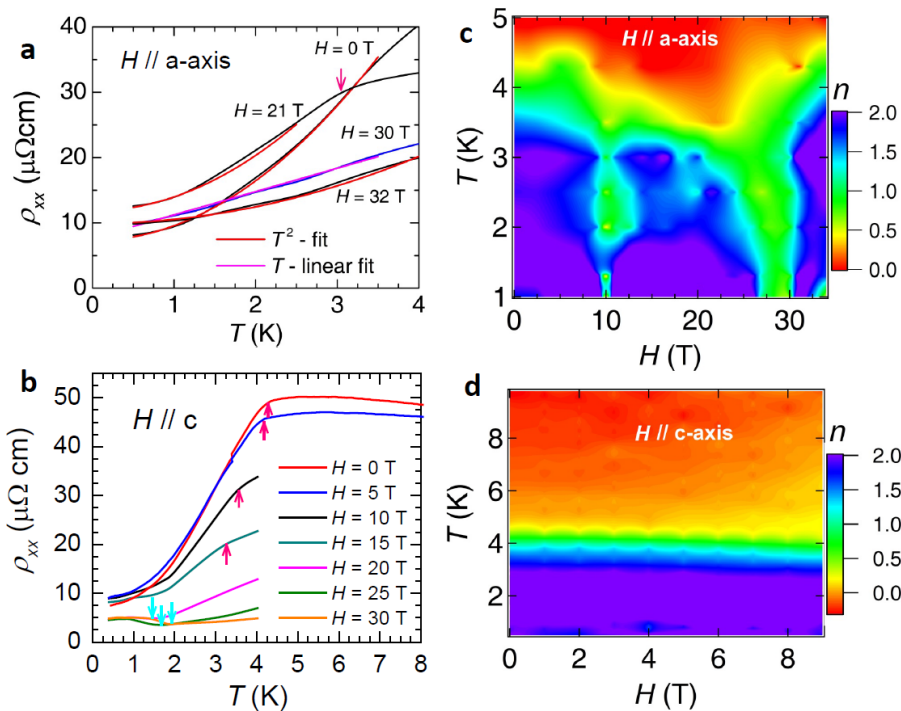 a
H // a-axis
H = 0 T
H = 21 T
H = 30 T
H = 32 T
T² - fit
T - linear fit
ρxx (μΩcm)
40
30
20
10
0
0
1
2
3
4
T (K)
b
H // c
H = 0 T
H = 5 T
H = 10 T
H = 15 T
H = 20 T
H = 25 T
H = 30 T
ρxx (μΩ cm)
50
40
30
20
10
5
0
0
1
2
3
4
5
6
7
8
T (K)
c
H // a-axis
T (K)
5
4
3
2
1
0
10
20
30
H (T)
n
2.0
1.5
1.0
0.5
0.0
d
H // c-axis
T (K)
8
6
4
2
0
2
4
6
8
H (T)
n
2.0
1.5
1.0
0.5
0.0